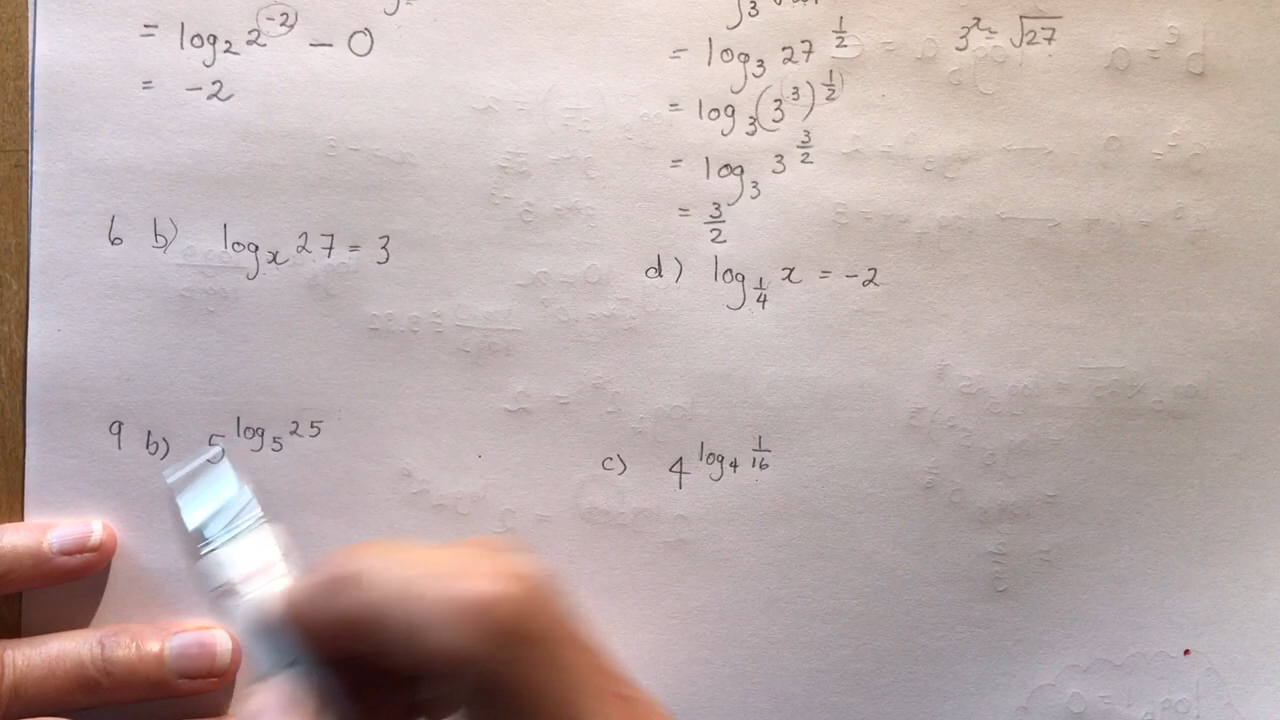 = log₂ 2⁻² − 0
= -2
= log₃ 27^(1/2)
3ˣ = √27
= log₃ (3³)^(1/2)
= log₃ 3^(3/2)
= 3/2
6 b) logₓ 27 = 3
d) log_(1/4) x = -2
9 b) 5^(log₅ 25)
c) 4^(log₄ 1/16)